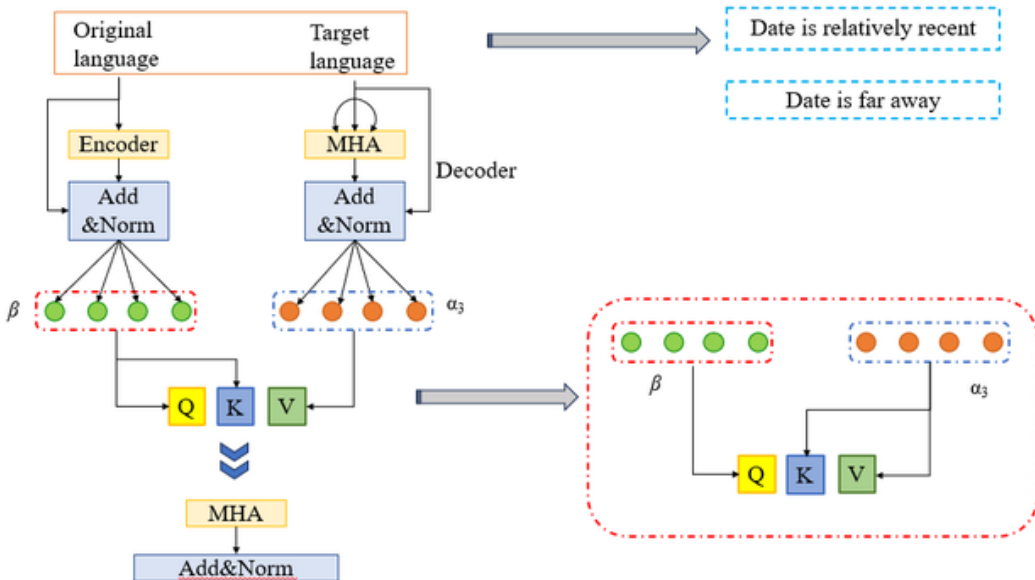 Original
language
Target
language
Date is relatively recent
Date is far away
Encoder
MHA
Decoder
Add
&Norm
Add
&Norm
β
α₃
Q
K
V
β
α₃
Q
K
V
MHA
Add&Norm